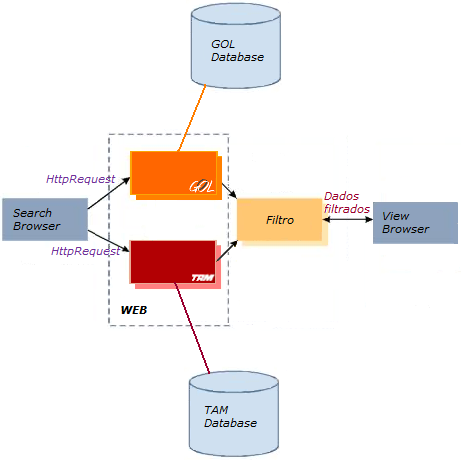 GOL
Database
HttpRequest
GOL
Search
Browser
HttpRequest
TAM
WEB
Filtro
Dados
filtrados
View
Browser
TAM
Database